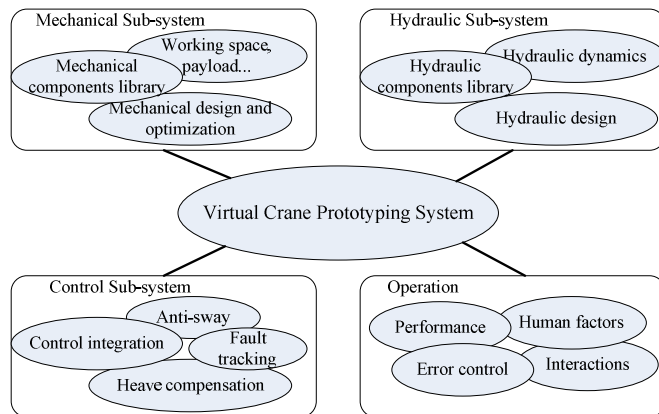 Mechanical Sub-system
Working space,
payload...
Mechanical
components library
Mechanical design and
optimization
Hydraulic Sub-system
Hydraulic dynamics
Hydraulic
components library
Hydraulic design
Virtual Crane Prototyping System
Control Sub-system
Anti-sway
Control integration
Fault
tracking
Heave compensation
Operation
Performance
Human factors
Error control
Interactions